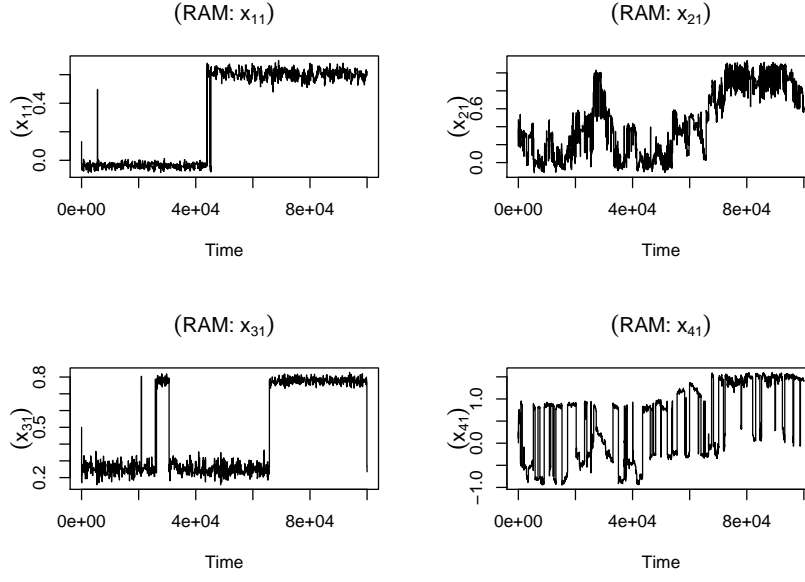 (RAM: x11)
(x11)
0.0 0.4
0e+00 4e+04 8e+04
Time
(RAM: x21)
(x21)
0.0 0.6
0e+00 4e+04 8e+04
Time
(RAM: x31)
(x31)
0.2 0.5 0.8
0e+00 4e+04 8e+04
Time
(RAM: x41)
(x41)
−1.0 0.0 1.0
0e+00 4e+04 8e+04
Time